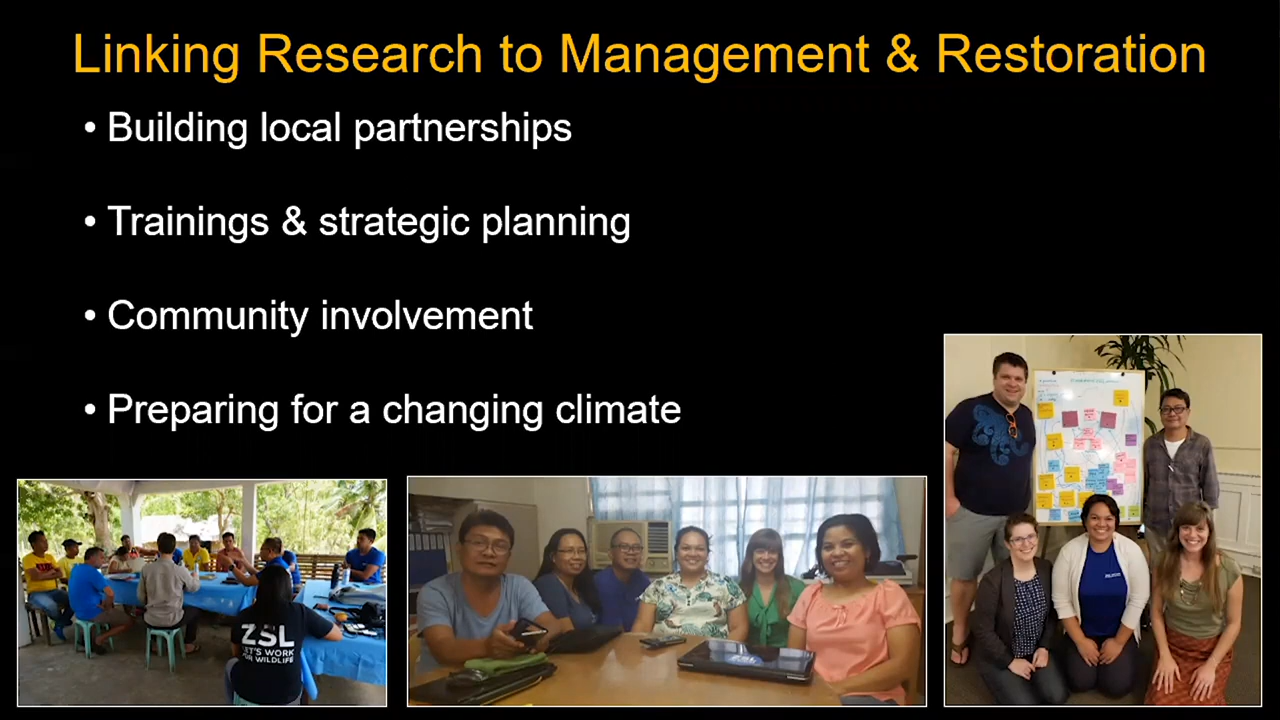 Linking Research to Management & Restoration
• Building local partnerships
• Trainings & strategic planning
• Community involvement
• Preparing for a changing climate
ZSL
LET'S WORK
FOR WILDLIFE